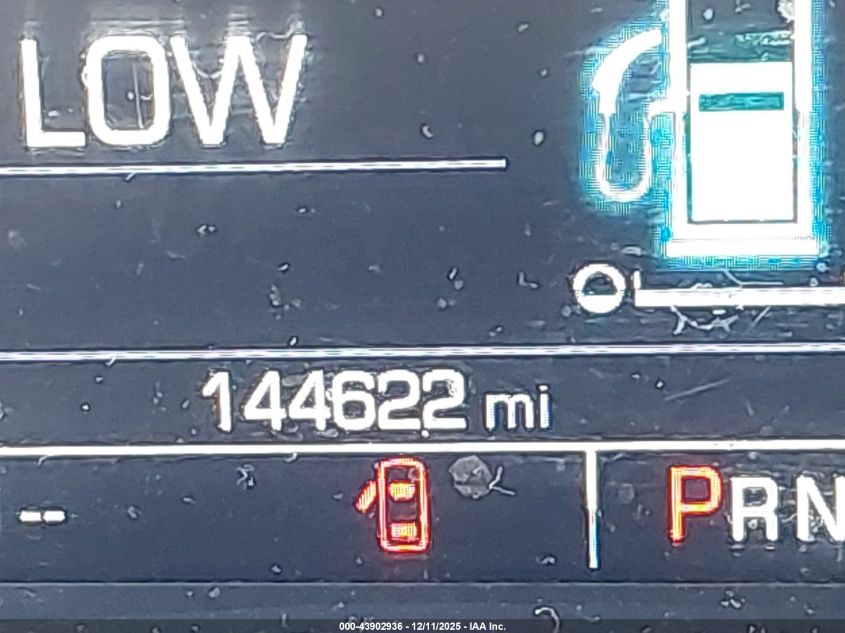 LOW
144622 mi
-- PRN
000-43902936 - 12/11/2025 - IAA Inc.